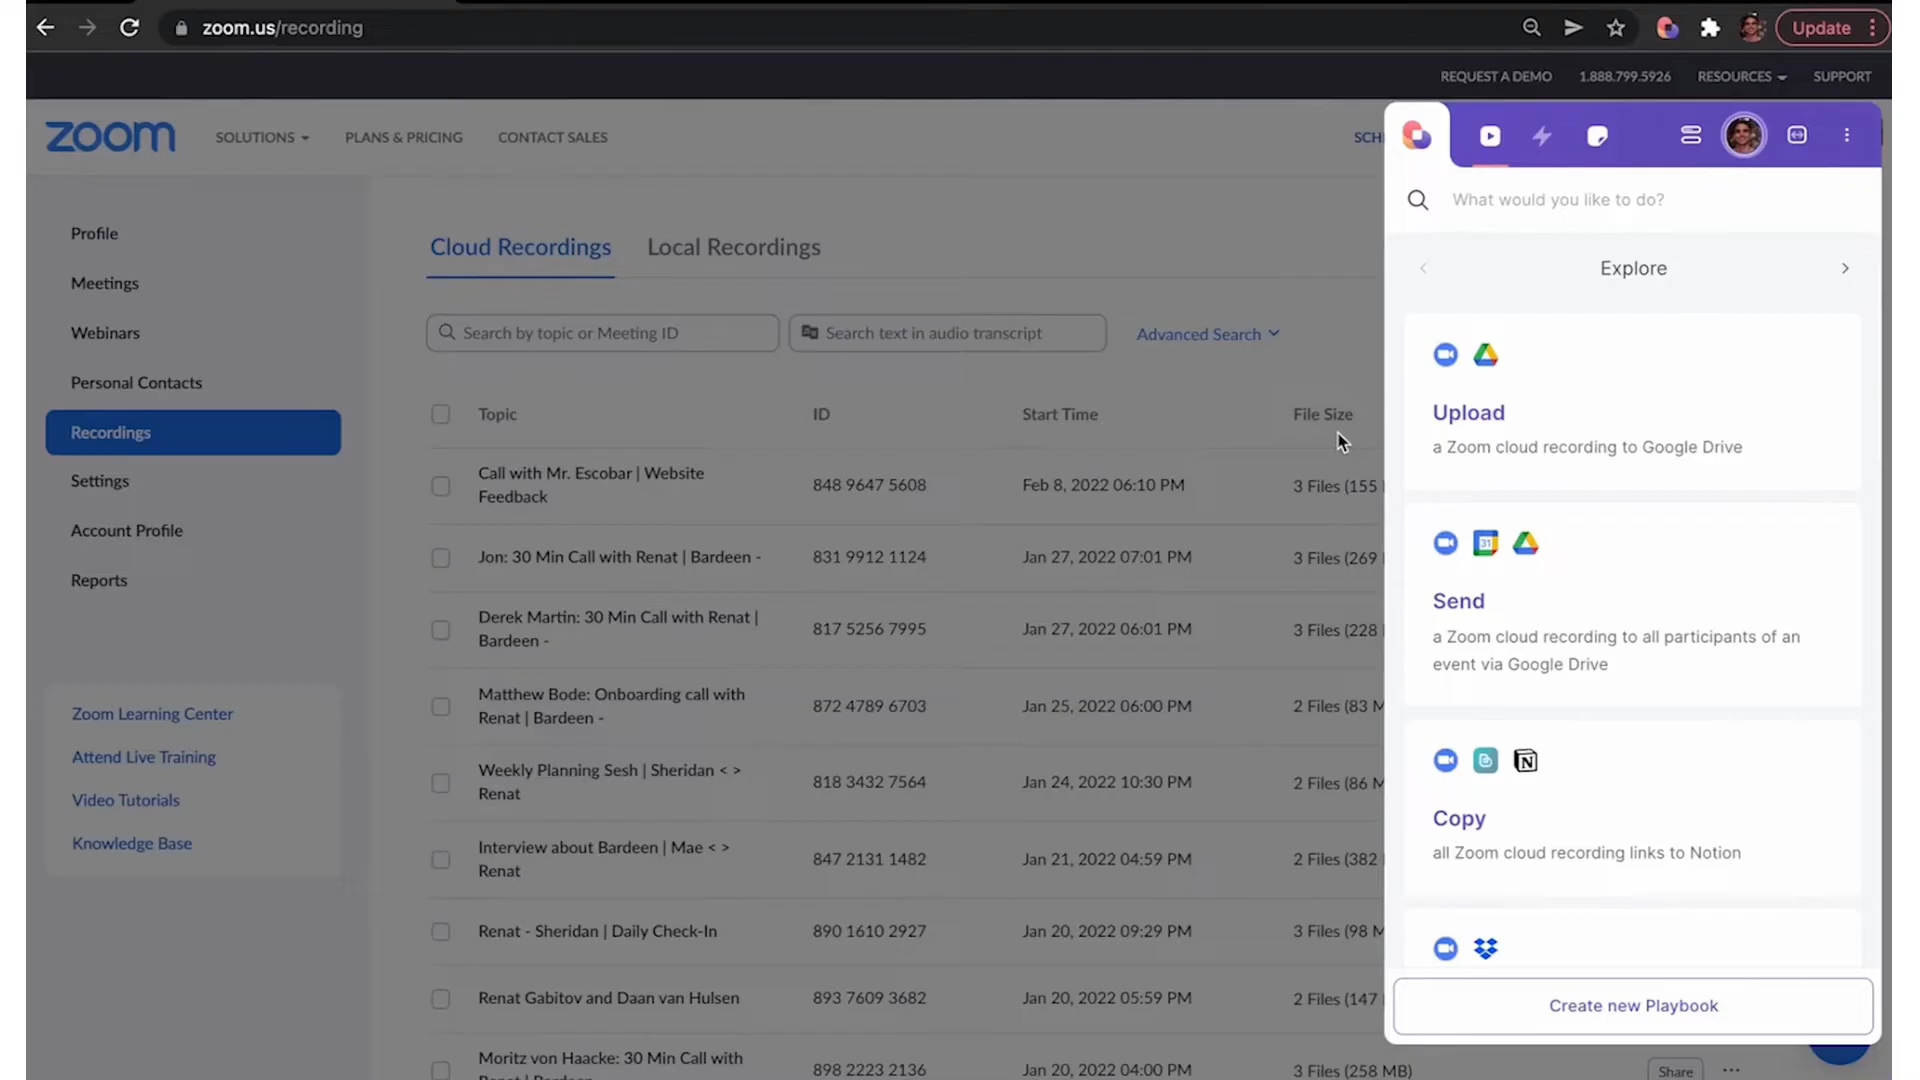 zoom.us/recording
Update
REQUEST A DEMO 1.888.799.5926 RESOURCES SUPPORT
zoom SOLUTIONS PLANS & PRICING CONTACT SALES SCH
What would you like to do?
Profile
Meetings
Webinars
Personal Contacts
Recordings
Settings
Account Profile
Reports
Zoom Learning Center
Attend Live Training
Video Tutorials
Knowledge Base
Cloud Recordings Local Recordings
Search by topic or Meeting ID Search text in audio transcript Advanced Search
Topic ID Start Time File Size
Call with Mr. Escobar | Website
Feedback
848 9647 5608 Feb 8, 2022 06:10 PM 3 Files (155
Jon: 30 Min Call with Renat | Bardeen - 831 9912 1124 Jan 27, 2022 07:01 PM 3 Files (269
Derek Martin: 30 Min Call with Renat |
Bardeen -
817 5256 7995 Jan 27, 2022 06:01 PM 3 Files (228
Matthew Bode: Onboarding call with
Renat | Bardeen -
872 4789 6703 Jan 25, 2022 06:00 PM 2 Files (83 M
Weekly Planning Sesh | Sheridan < >
Renat
818 3432 7564 Jan 24, 2022 10:30 PM 2 Files (86 M
Interview about Bardeen | Mae < >
Renat
847 2131 1482 Jan 21, 2022 04:59 PM 2 Files (382
Renat - Sheridan | Daily Check-In 890 1610 2927 Jan 20, 2022 09:29 PM 3 Files (98 M
Renat Gabitov and Daan van Hulsen 893 7609 3682 Jan 20, 2022 05:59 PM 2 Files (147
Moritz von Haacke: 30 Min Call with
898 2223 2136 Jan 20, 2022 04:00 PM 3 Files (258 MB) Share
Explore
Upload
a Zoom cloud recording to Google Drive
31
Send
a Zoom cloud recording to all participants of an
event via Google Drive
Copy
all Zoom cloud recording links to Notion
Create new Playbook